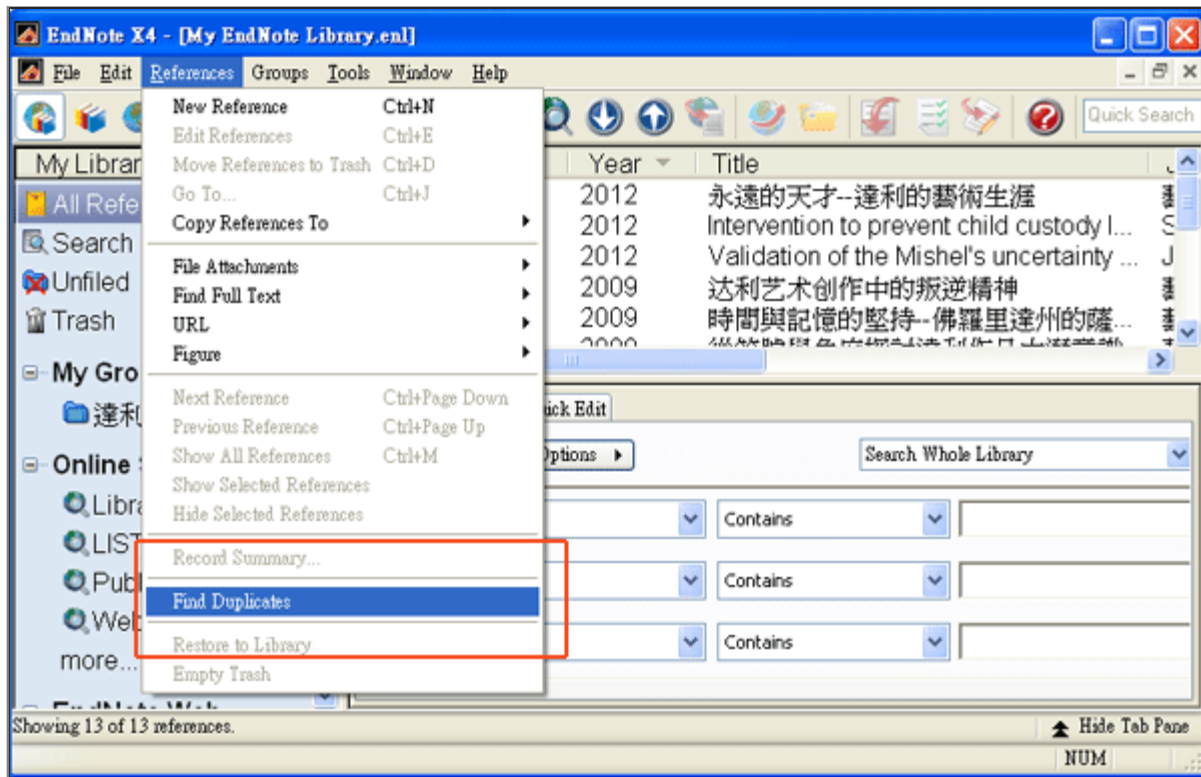 EndNote X4 - [My EndNote Library.enl]
File Edit References Groups Tools Window Help
New Reference Ctrl+N
Edit References Ctrl+E
Move References to Trash Ctrl+D
Go To... Ctrl+J
Copy References To
File Attachments
Find Full Text
URL
Figure
Next Reference Ctrl+Page Down
Previous Reference Ctrl+Page Up
Show All References Ctrl+M
Show Selected References
Hide Selected References
Record Summary...
Find Duplicates
Restore to Library
Empty Trash
Quick Search
My Librar
All Refe
Search
Unfiled
Trash
My Gro
達利
Online
Libra
LIST
Publ
Web
more...
Year Title
2012 永遠的天才--達利的藝術生涯
2012 Intervention to prevent child custody l...
2012 Validation of the Mishel's uncertainty ... J
2009 达利艺术创作中的叛逆精神
2009 時間與記憶的堅持--佛羅里達州的薩...
ick Edit
Options
Search Whole Library
Contains
Contains
Contains
Showing 13 of 13 references.
Hide Tab Pane
NUM